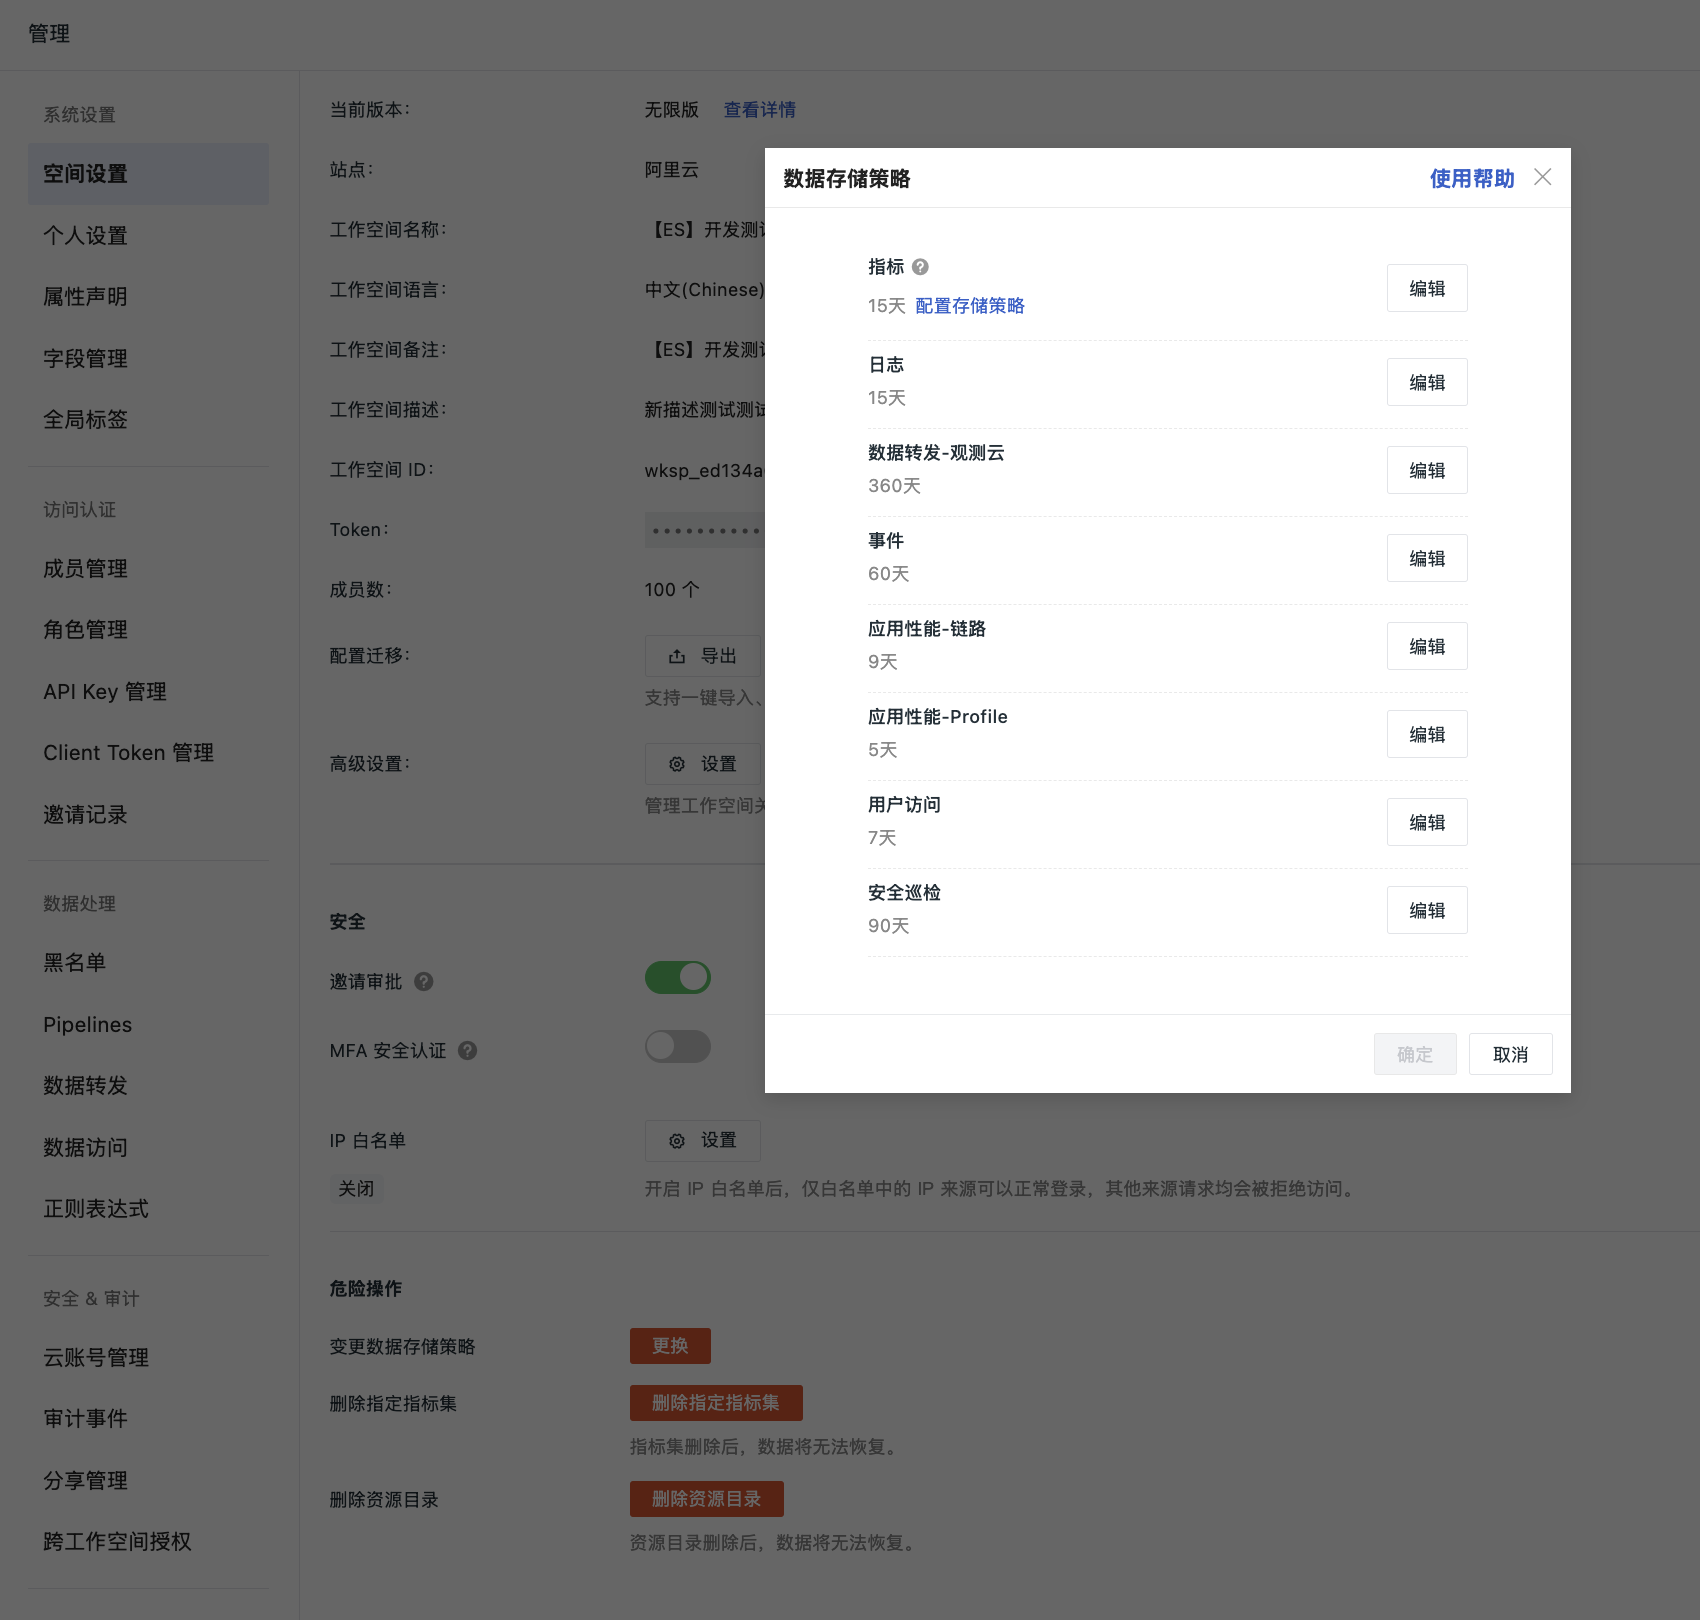 管理
系统设置
空间设置
个人设置
属性声明
字段管理
全局标签
访问认证
成员管理
角色管理
API Key 管理
Client Token 管理
邀请记录
数据处理
黑名单
Pipelines
数据转发
数据访问
正则表达式
安全 & 审计
云账号管理
审计事件
分享管理
跨工作空间授权
当前版本：
无限版 查看详情
站点：
阿里云
工作空间名称：
【ES】开发测
工作空间语言：
中文(Chinese)
工作空间备注：
【ES】开发测
工作空间描述：
新描述测试测
工作空间 ID：
wksp_ed134a
Token：
••••••••••
成员数：
100 个
配置迁移：
导出
支持一键导入、
高级设置：
设置
管理工作空间
安全
邀请审批
MFA 安全认证
IP 白名单
设置
关闭
开启 IP 白名单后，仅白名单中的 IP 来源可以正常登录，其他来源请求均会被拒绝访问。
危险操作
变更数据存储策略
更换
删除指定指标集
删除指定指标集
指标集删除后，数据将无法恢复。
删除资源目录
删除资源目录
资源目录删除后，数据将无法恢复。
数据存储策略
使用帮助
指标
15天 配置存储策略
编辑
日志
15天
编辑
数据转发-观测云
360天
编辑
事件
60天
编辑
应用性能-链路
9天
编辑
应用性能-Profile
5天
编辑
用户访问
7天
编辑
安全巡检
90天
编辑
确定
取消